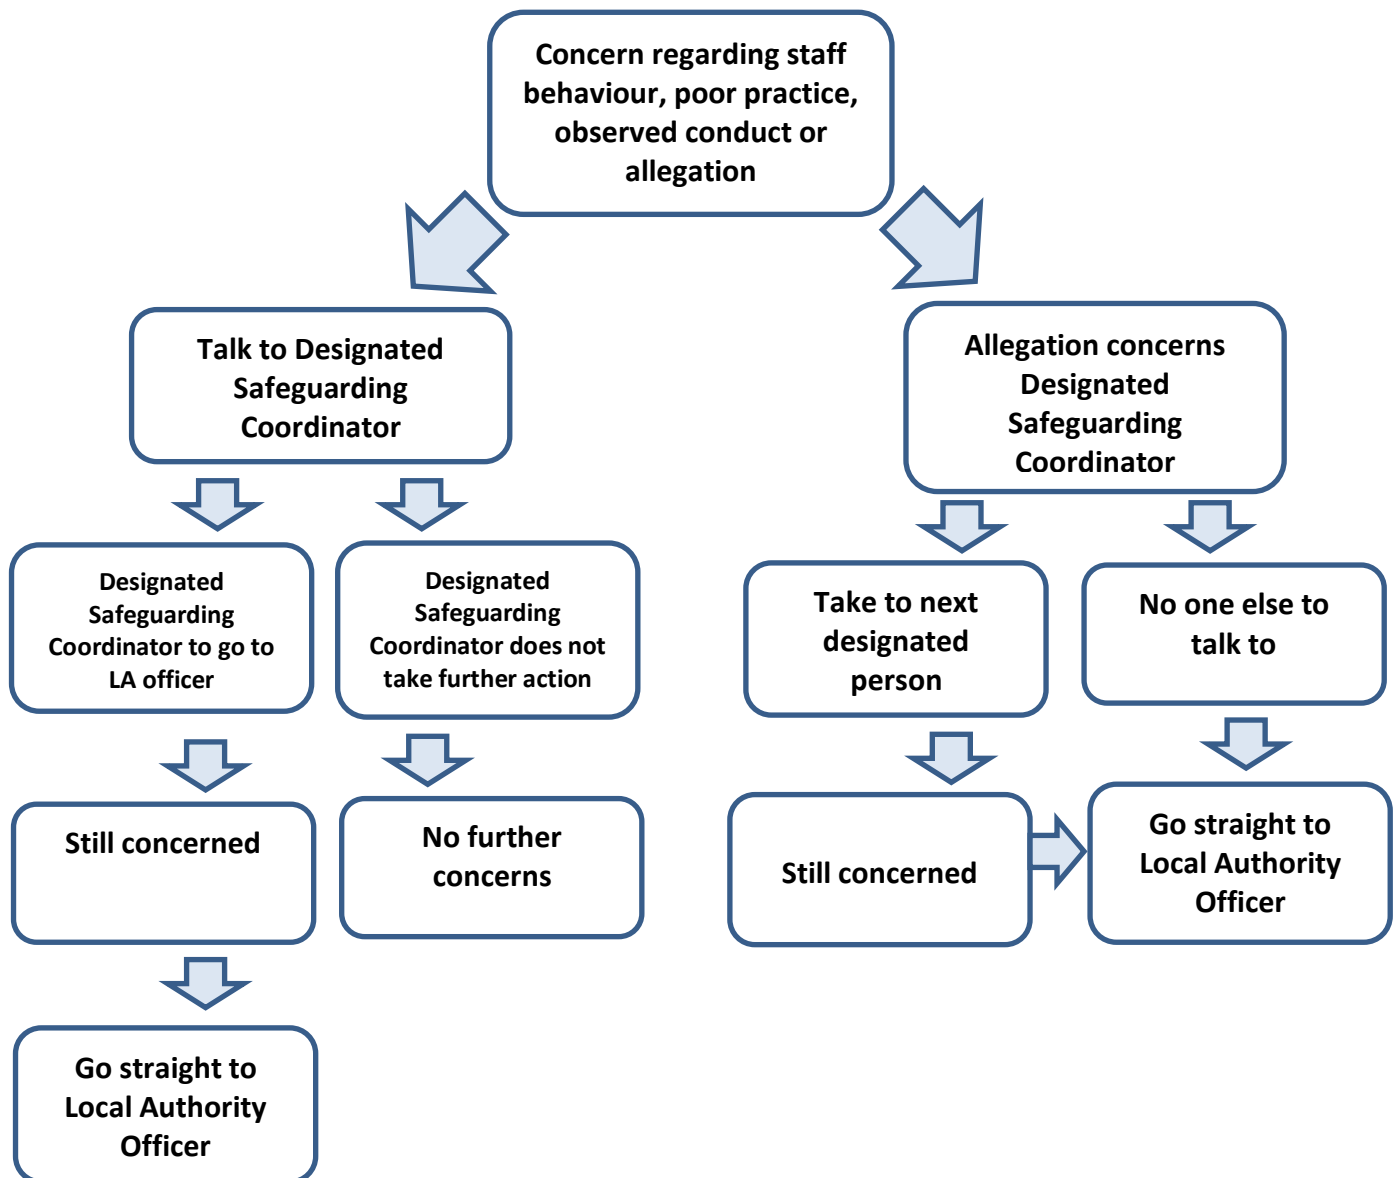 Concern regarding staff
behaviour, poor practice,
observed conduct or
allegation
Talk to Designated
Safeguarding
Coordinator
Allegation concerns
Designated
Safeguarding
Coordinator
Designated
Safeguarding
Coordinator to go to
LA officer
Designated
Safeguarding
Coordinator does not
take further action
Take to next
designated
person
No one else to
talk to
Still concerned
No further
concerns
Still concerned
Go straight to
Local Authority
Officer
Go straight to
Local Authority
Officer